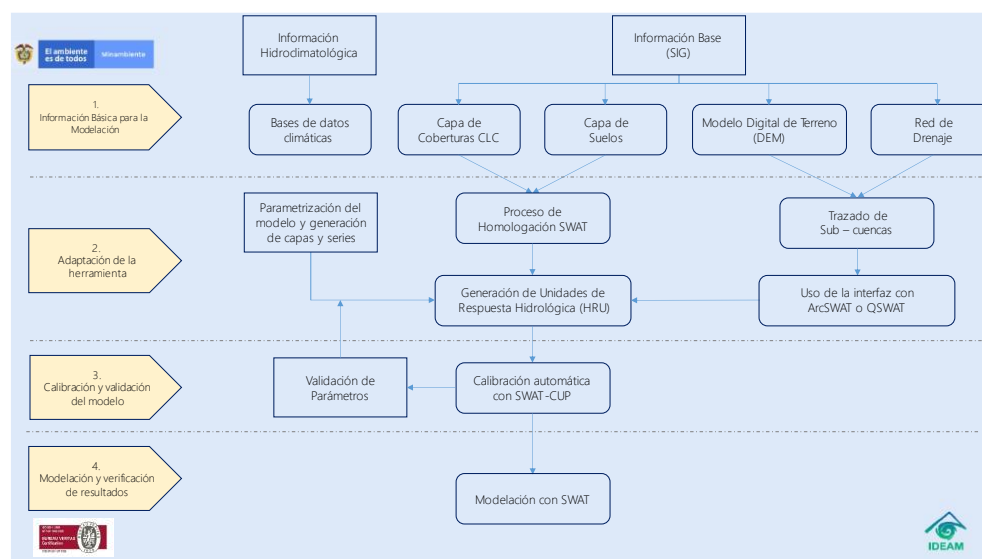 El ambiente
es de todos
Minambiente
Información
Hidroclimatológica
Información Base
(SIG)
1.
Información Básica para la
Modelación
Bases de datos
climáticas
Capa de
Coberturas CLC
Capa de
Suelos
Modelo Digital de Terreno
(DEM)
Red de
Drenaje
2.
Adaptación de la
herramienta
Parametrización del
modelo y generación
de capas y series
Proceso de
Homologación SWAT
Trazado de
Sub – cuencas
Generación de Unidades de
Respuesta Hidrológica (HRU)
Uso de la interfaz con
ArcSWAT o QSWAT
3.
Calibración y validación
del modelo
Validación de
Parámetros
Calibración automática
con SWAT-CUP
4.
Modelación y verificación
de resultados
Modelación con SWAT
BUREAU VERITAS
Certification
IDEAM